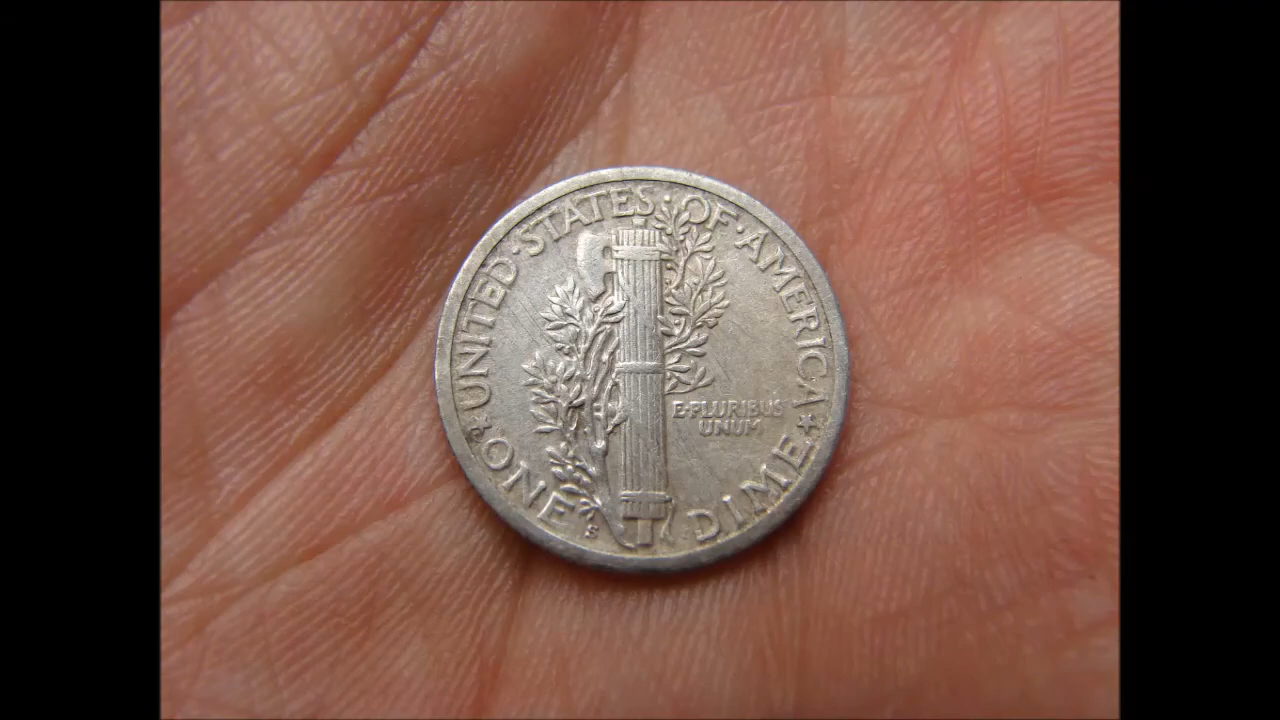 UNITED·STATES·OF·AMERICA
E·PLURIBUS
UNUM
ONE DIME
S